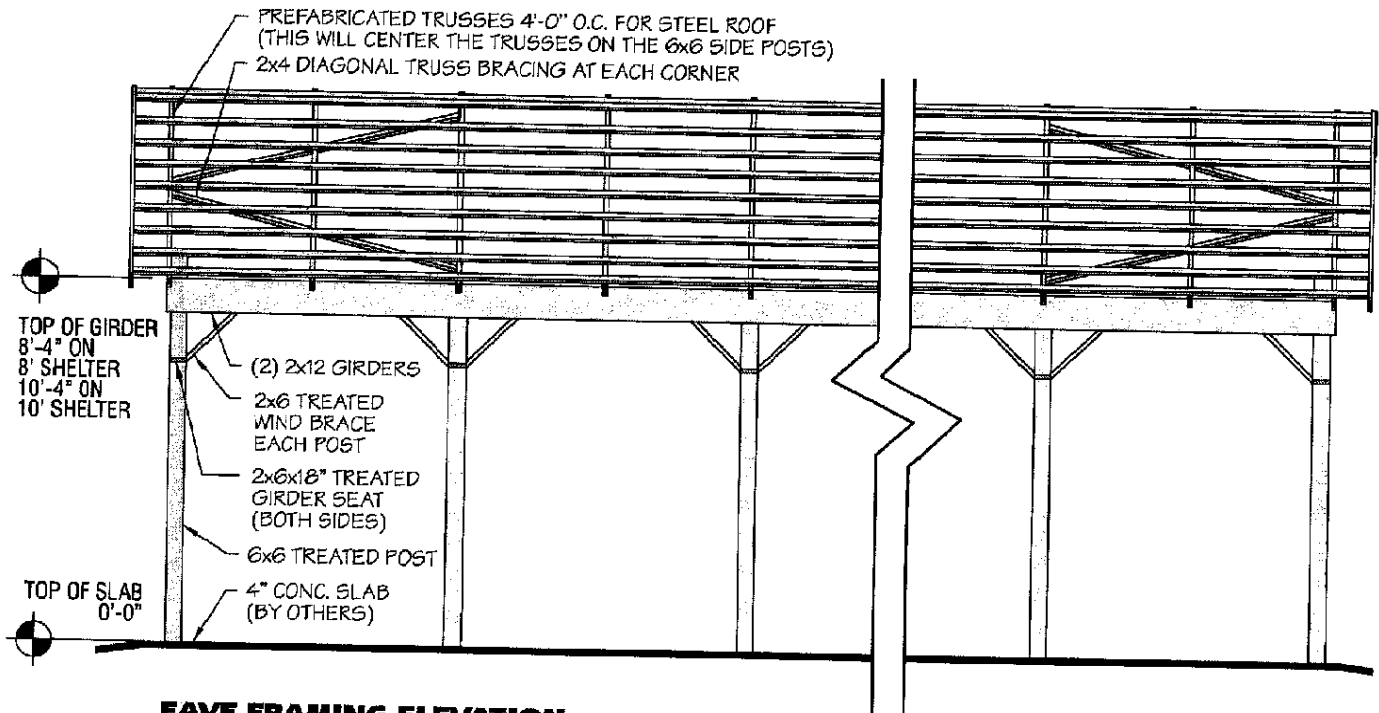 PREFABRICATED TRUSSES 4'-0" O.C. FOR STEEL ROOF
(THIS WILL CENTER THE TRUSSES ON THE 6x6 SIDE POSTS)
2x4 DIAGONAL TRUSS BRACING AT EACH CORNER
TOP OF GIRDER
8'-4" ON
8' SHELTER
10'-4" ON
10' SHELTER
(2) 2x12 GIRDERS
2x6 TREATED
WIND BRACE
EACH POST
2x6x18" TREATED
GIRDER SEAT
(BOTH SIDES)
6x6 TREATED POST
TOP OF SLAB
0'-0"
4" CONC. SLAB
(BY OTHERS)
EAVE FRAMING ELEVATION